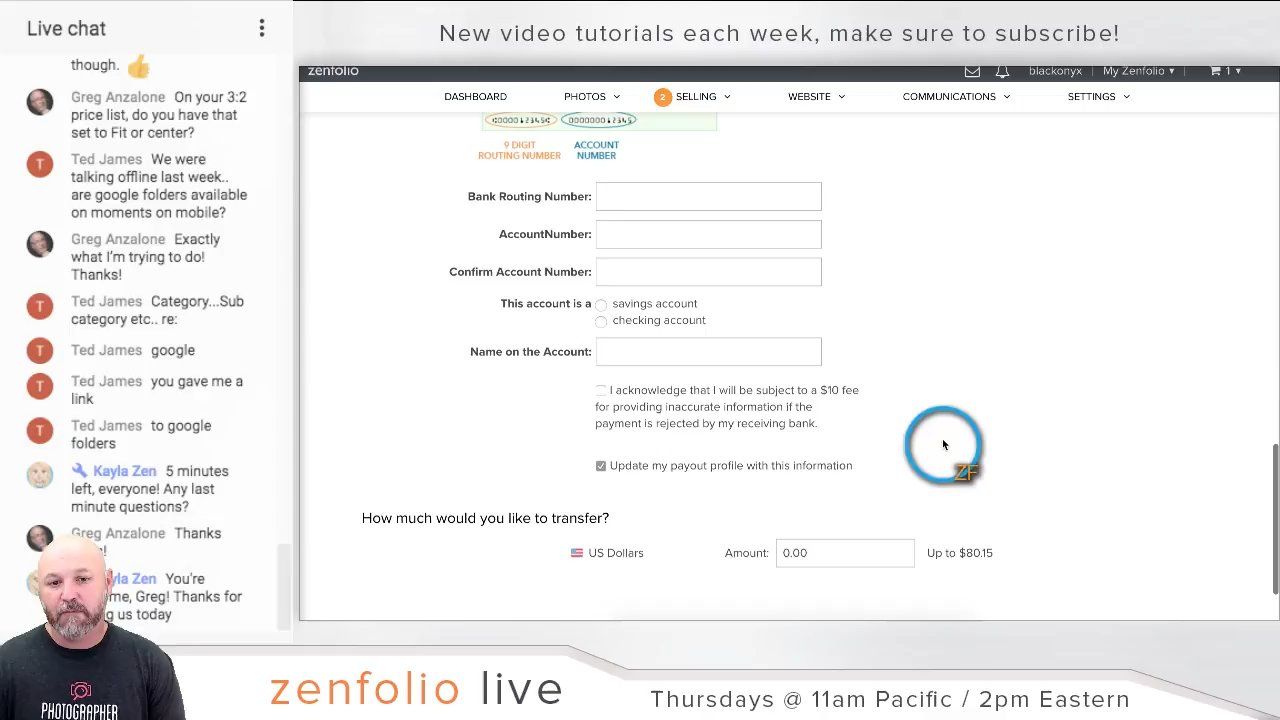 Live chat
though.
Greg Anzalone On your 3:2
price list, do you have that
set to Fit or center?
T
Ted James We were
talking offline last week..
are google folders available
on moments on mobile?
Greg Anzalone Exactly
what I'm trying to do!
Thanks!
T
Ted James Category...Sub
category etc.. re:
T
Ted James google
T
Ted James you gave me a
link
T
Ted James to google
folders
Kayla Zen 5 minutes
left, everyone! Any last
minute questions?
Greg Anzalone Thanks
Zen You're
me, Greg! Thanks for
us today
PHOTOGRAPHER
New video tutorials each week, make sure to subscribe!
zenfolio
blackonyx
My Zenfolio
1
DASHBOARD
PHOTOS
2
SELLING
WEBSITE
COMMUNICATIONS
SETTINGS
9 DIGIT
ROUTING NUMBER
ACCOUNT
NUMBER
Bank Routing Number:
AccountNumber:
Confirm Account Number:
This account is a
savings account
checking account
Name on the Account:
I acknowledge that I will be subject to a $10 fee
for providing inaccurate information if the
payment is rejected by my receiving bank.
Update my payout profile with this information
ZF
How much would you like to transfer?
US Dollars
Amount:
0.00
Up to $80.15
zenfolio live
Thursdays @ 11am Pacific / 2pm Eastern